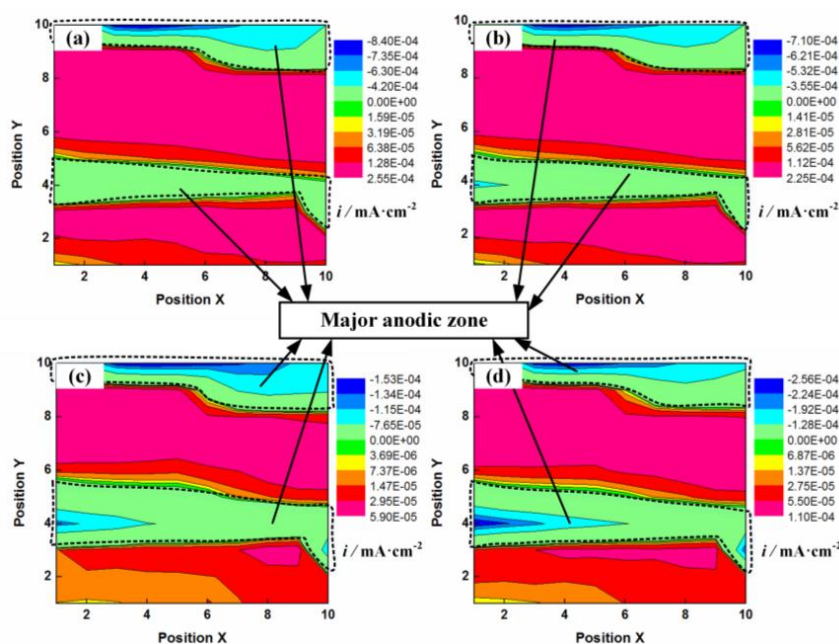 (a)
10
8
6
4
2
Position Y
2 4 6 8 10
Position X
-8.40E-04
-7.35E-04
-6.30E-04
-4.20E-04
0.00E+00
1.59E-05
3.19E-05
6.38E-05
1.28E-04
2.55E-04
i / mA·cm⁻²
(b)
10
8
6
4
2
Position Y
2 4 6 8 10
Position X
-7.10E-04
-6.21E-04
-5.32E-04
-3.55E-04
0.00E+00
1.41E-05
2.81E-05
5.62E-05
1.12E-04
2.25E-04
i / mA·cm⁻²
Major anodic zone
(c)
10
8
6
4
2
Position Y
2 4 6 8 10
Position X
-1.53E-04
-1.34E-04
-1.15E-04
-7.65E-05
0.00E+00
3.69E-06
7.37E-06
1.47E-05
2.95E-05
5.90E-05
i / mA·cm⁻²
(d)
10
8
6
4
2
Position Y
2 4 6 8 10
Position X
-2.56E-04
-2.24E-04
-1.92E-04
-1.28E-04
0.00E+00
6.87E-06
1.37E-05
2.75E-05
5.50E-05
1.10E-04
i / mA·cm⁻²